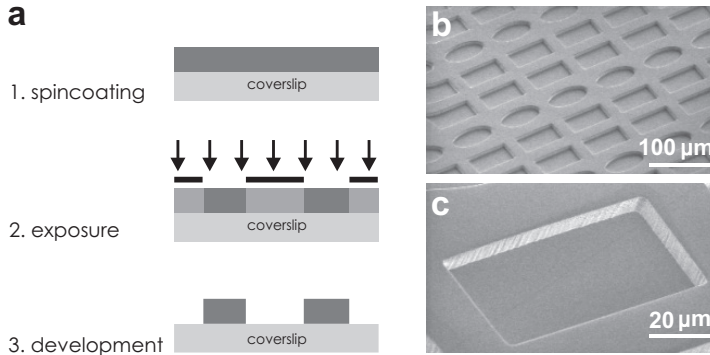 a
1. spincoating
coverslip
2. exposure
coverslip
3. development
coverslip
b
100 µm
c
20 µm